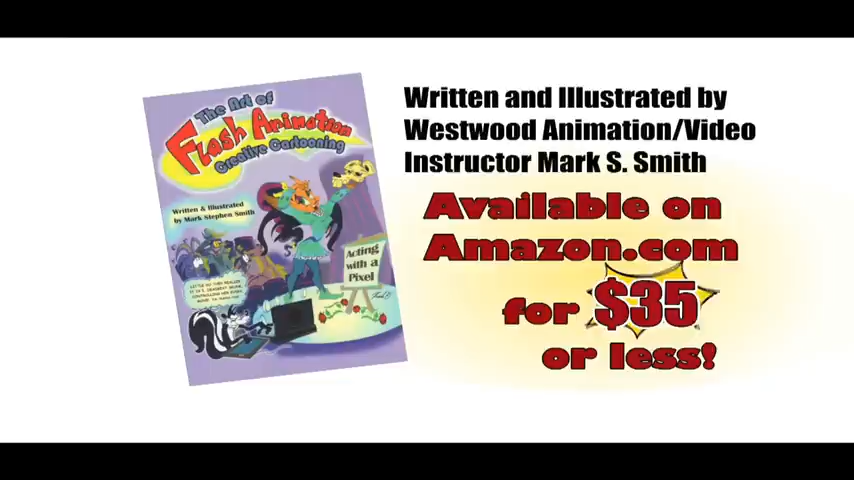 The Art of
Flash Animation
Creative Cartooning
Written & Illustrated
by Mark Stephen Smith
Acting
with a
Pixel
Written and Illustrated by
Westwood Animation/Video
Instructor Mark S. Smith
Available on
Amazon.com
for $35
or less!